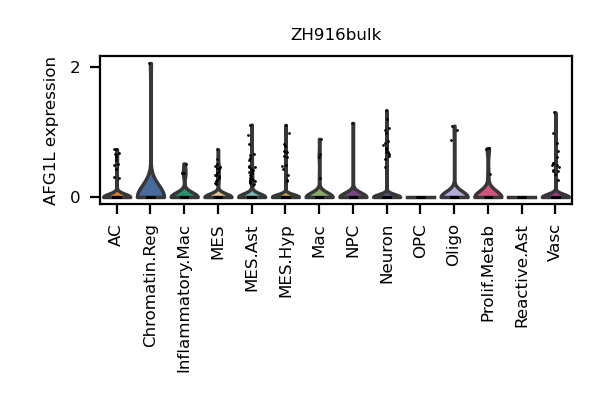 ZH916bulk
AFG1L expression
2
0
AC
Chromatin.Reg
Inflammatory.Mac
MES
MES.Ast
MES.Hyp
Mac
NPC
Neuron
OPC
Oligo
Prolif.Metab
Reactive.Ast
Vasc